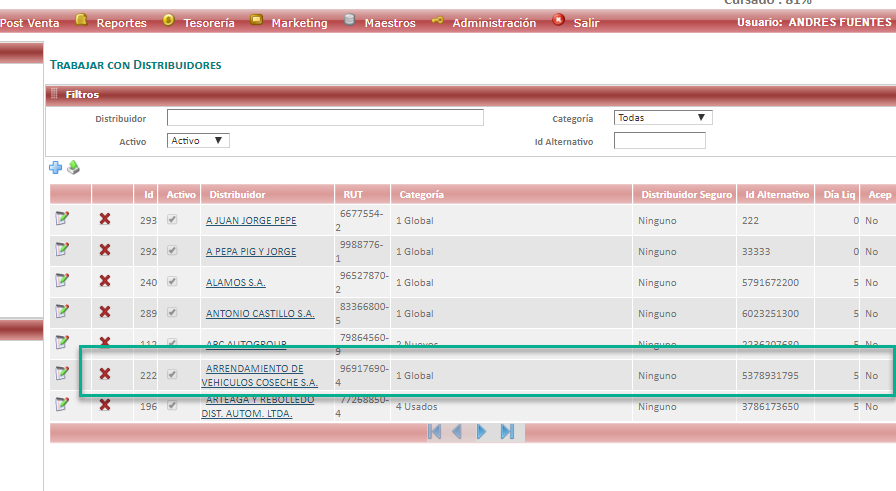 Cursado : 81%
Post Venta Reportes Tesorería Marketing Maestros Administración Salir Usuario: ANDRES FUENTES
TRABAJAR CON DISTRIBUIDORES
Filtros
Distribuidor Categoría Todas
Activo Activo Id Alternativo
Id Activo Distribuidor RUT Categoría Distribuidor Seguro Id Alternativo Día Liq Acep
293 A JUAN JORGE PEPE 6677554-2 1 Global Ninguno 222 0 No
292 A PEPA PIG Y JORGE 9988776-1 1 Global Ninguno 33333 0 No
240 ALAMOS S.A. 96527870-2 1 Global Ninguno 5791672200 5 No
289 ANTONIO CASTILLO S.A. 83366800-5 1 Global Ninguno 6023251300 5 No
112 ARC AUTOGROUP 79864560-9 2 Nuevos Ninguno 2236207680 5 No
222 ARRENDAMIENTO DE VEHICULOS COSECHE S.A. 96917690-4 1 Global Ninguno 5378931795 5 No
196 ARTEAGA Y REBOLLEDO DIST. AUTOM. LTDA. 77268850-4 4 Usados Ninguno 3786173650 5 No